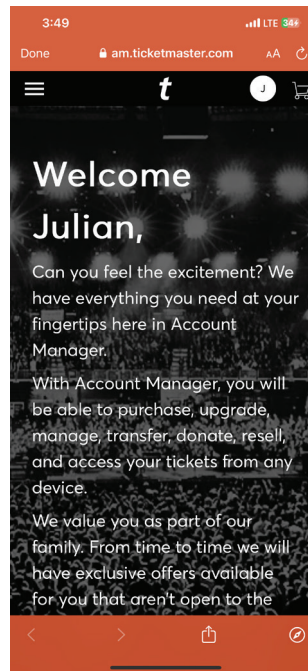 3:49
LTE 34
Done
am.ticketmaster.com
AA
t
J
Welcome
Julian,
Can you feel the excitement? We
have everything you need at your
fingertips here in Account
Manager.
With Account Manager, you will
be able to purchase, upgrade,
manage, transfer, donate, resell,
and access your tickets from any
device.
We value you as part of our
family. From time to time we will
have exclusive offers available
for you that aren't open to the